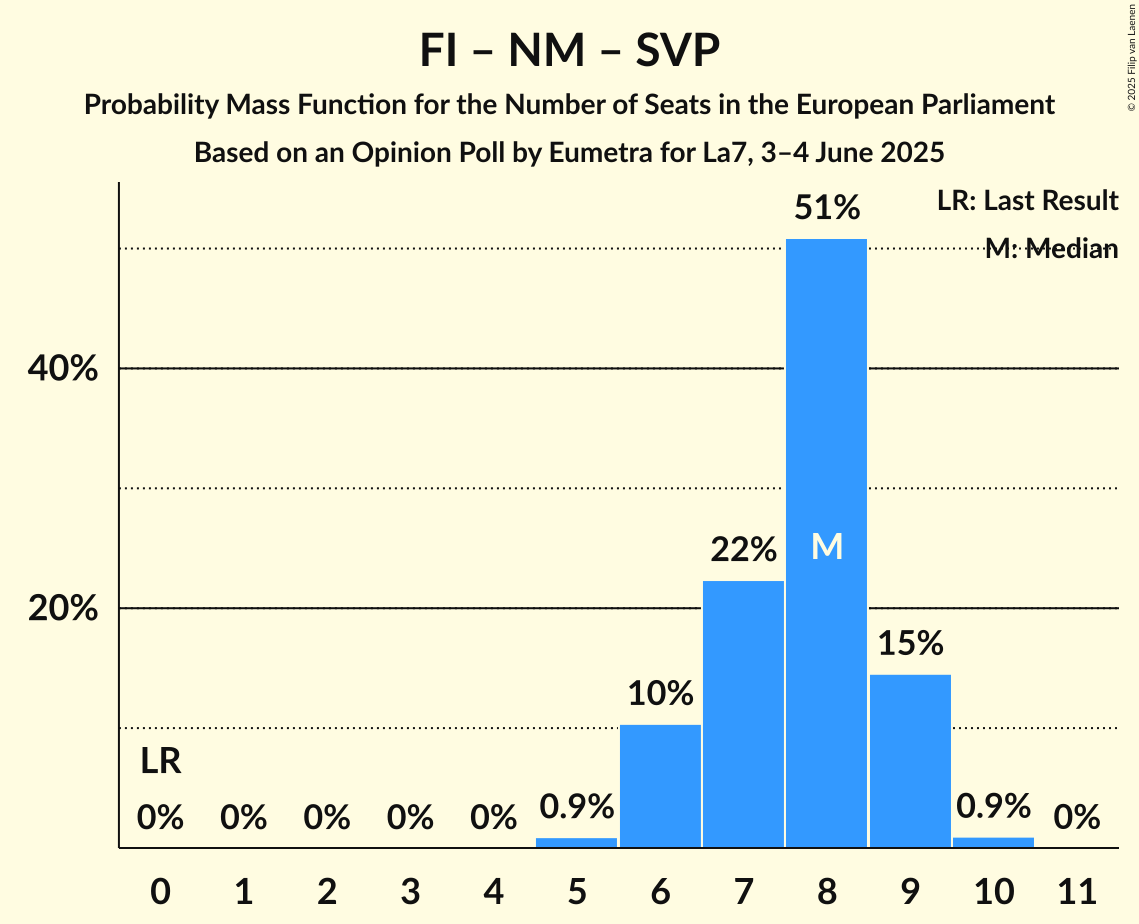 FI – NM – SVP
Probability Mass Function for the Number of Seats in the European Parliament
Based on an Opinion Poll by Eumetra for La7, 3–4 June 2025
© 2025 Filip van Laenen
LR: Last Result
M: Median
40%
20%
LR
0%
0%
0%
0%
0%
0.9%
10%
22%
51%
M
15%
0.9%
0%
0 1 2 3 4 5 6 7 8 9 10 11